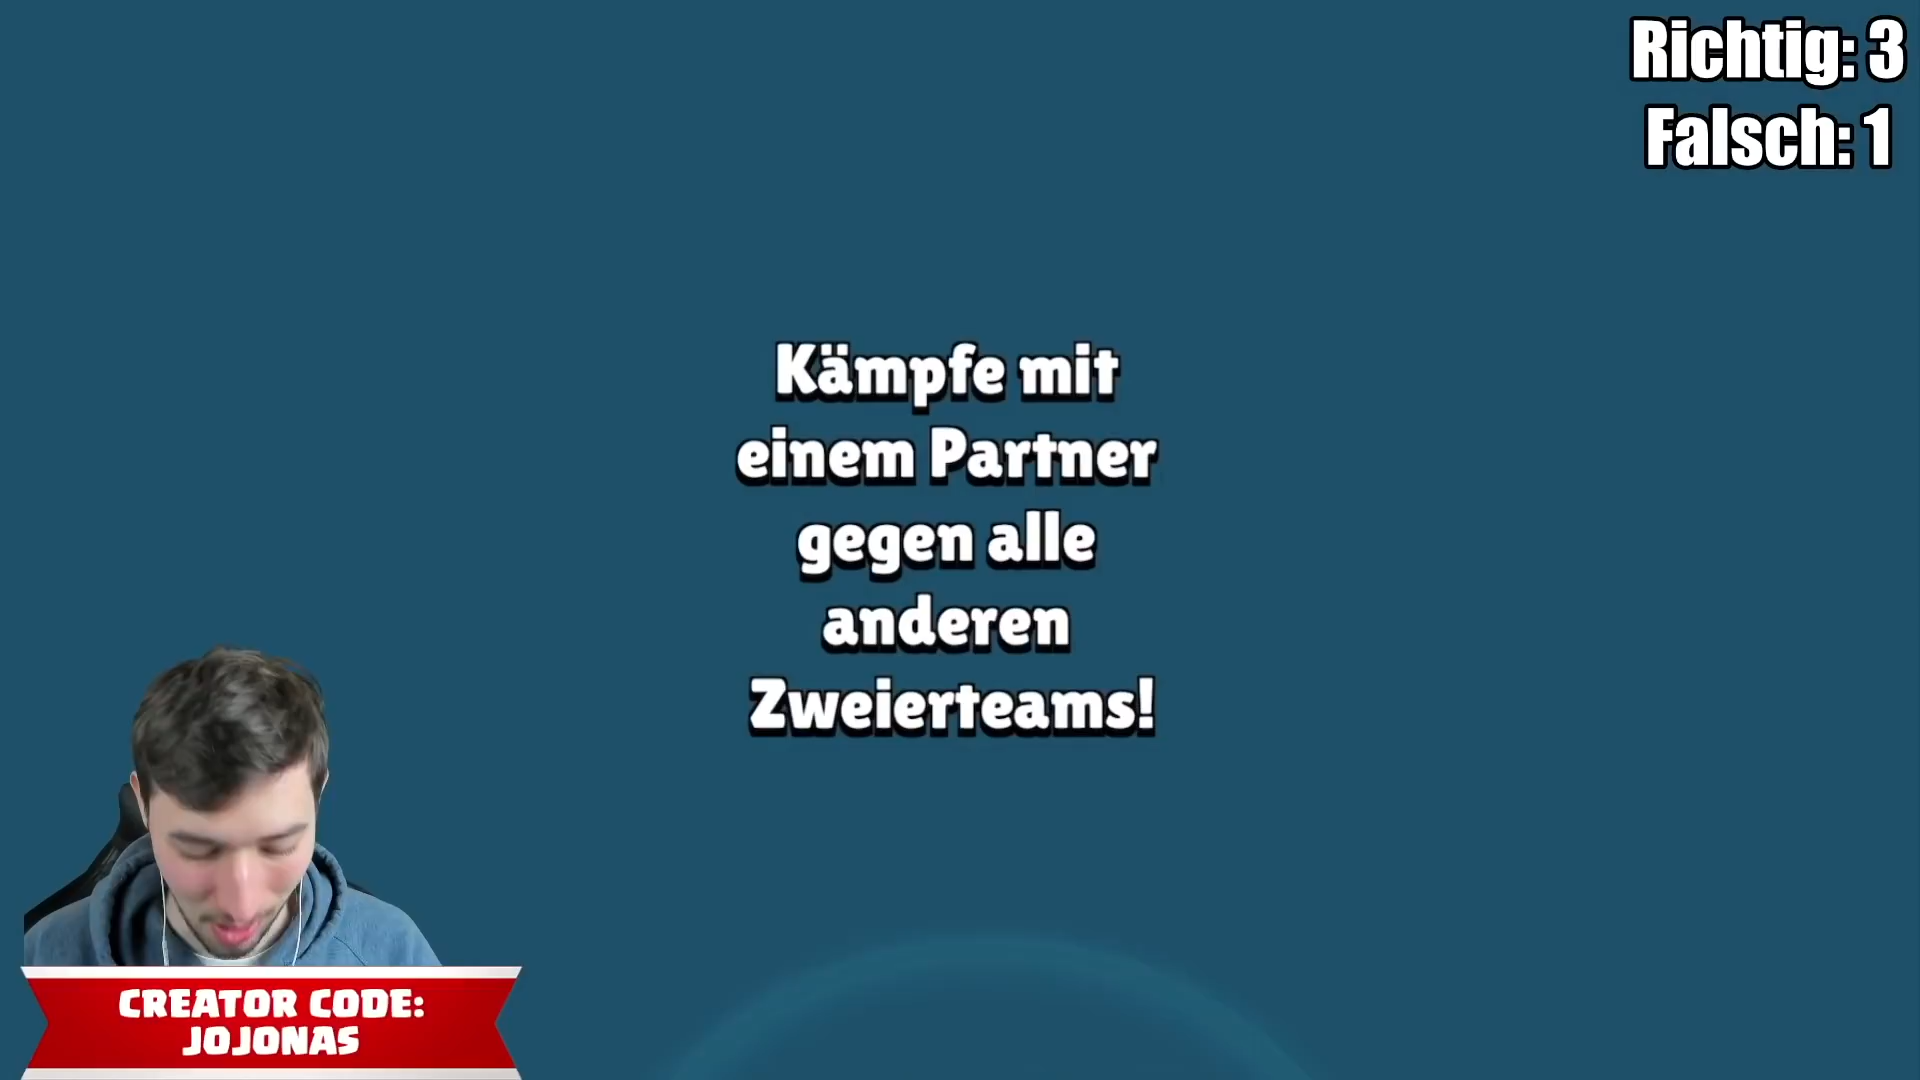 Richtig: 3
Falsch: 1
Kämpfe mit
einem Partner
gegen alle
anderen
Zweierteams!
CREATOR CODE:
JOJONAS